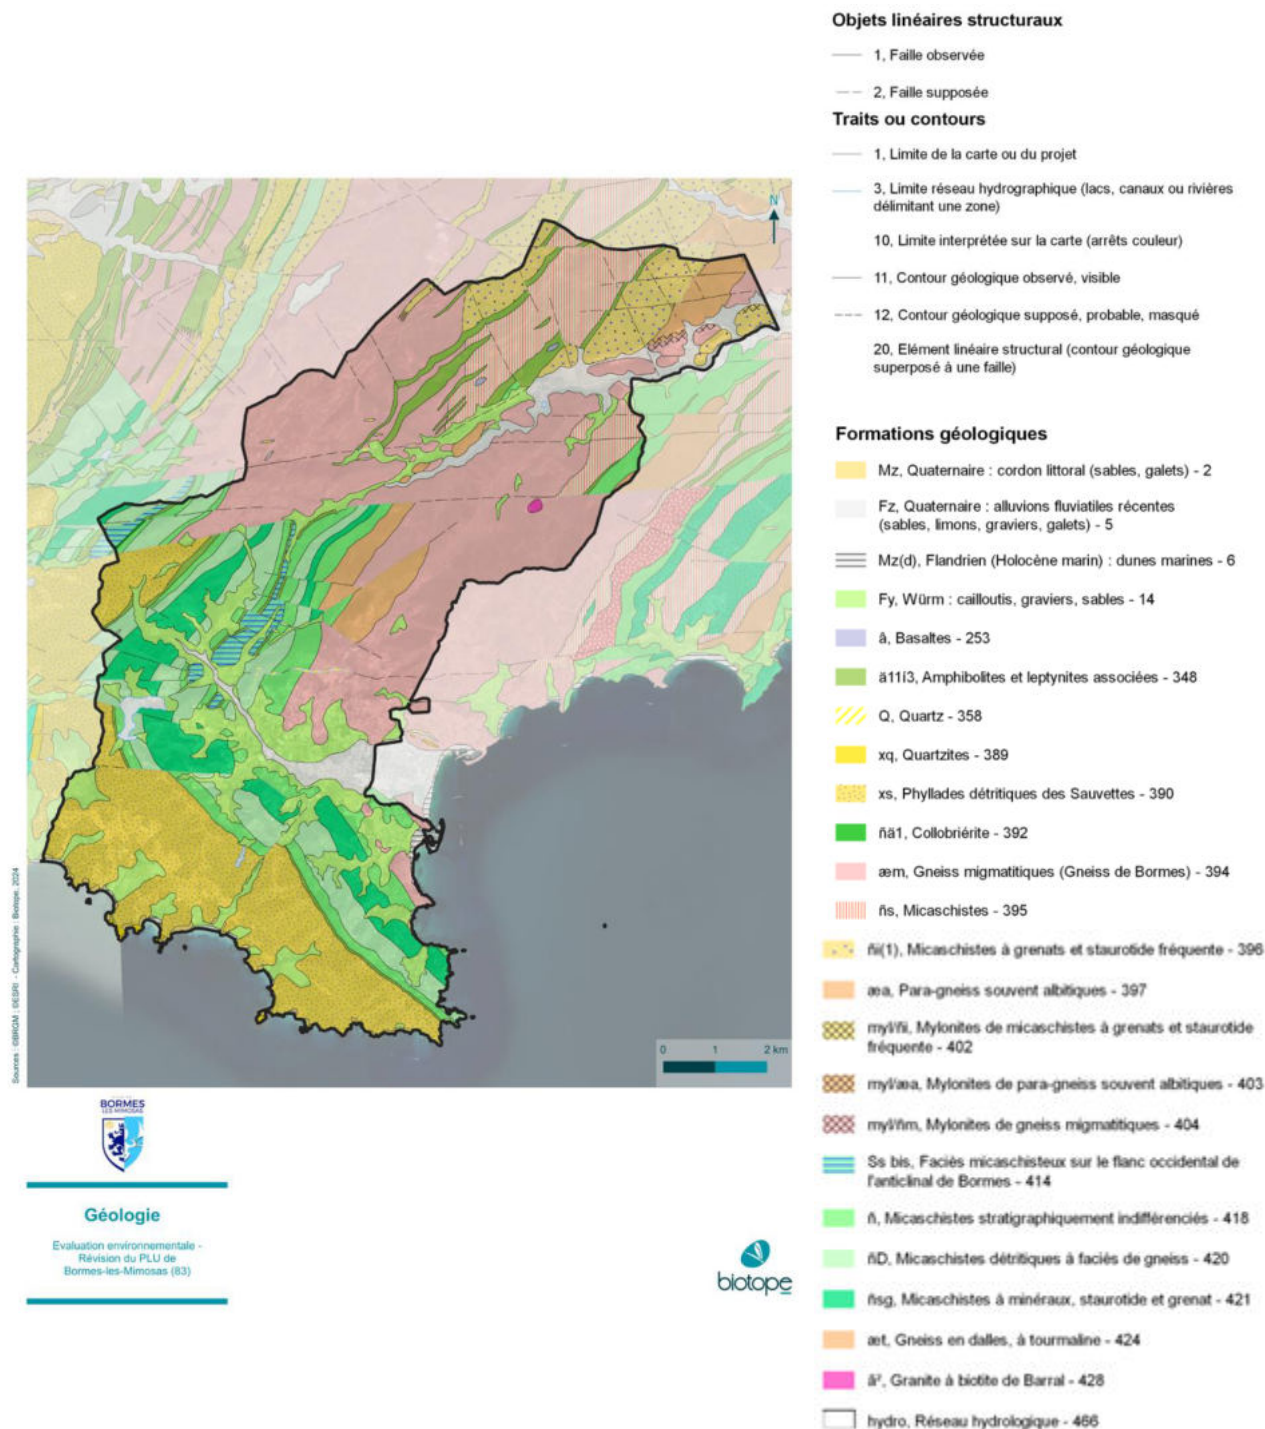 Objets linéaires structuraux
1, Faille observée
2, Faille supposée
Traits ou contours
1, Limite de la carte ou du projet
3, Limite réseau hydrographique (lacs, canaux ou rivières
délimitant une zone)
10, Limite interprétée sur la carte (arrêts couleur)
11, Contour géologique observé, visible
12, Contour géologique supposé, probable, masqué
20, Elément linéaire structural (contour géologique
superposé à une faille)
Formations géologiques
Mz, Quaternaire : cordon littoral (sables, galets) - 2
Fz, Quaternaire : alluvions fluviatiles récentes
(sables, limons, graviers, galets) - 5
Mz(d), Flandrien (Holocène marin) : dunes marines - 6
Fy, Würm : cailloutis, graviers, sables - 14
â, Basaltes - 253
ä11í3, Amphibolites et leptynites associées - 348
Q, Quartz - 358
xq, Quartzites - 389
xs, Phyllades détritiques des Sauvettes - 390
ñä1, Collobriérite - 392
æm, Gneiss migmatitiques (Gneiss de Bormes) - 394
ñs, Micaschistes - 395
ñi(1), Micaschistes à grenats et staurotide fréquente - 396
æa, Para-gneiss souvent albitiques - 397
myl/ñi, Mylonites de micaschistes à grenats et staurotide
fréquente - 402
myl/æa, Mylonites de para-gneiss souvent albitiques - 403
myl/ñm, Mylonites de gneiss migmatitiques - 404
Ss bis, Faciès micaschisteux sur le flanc occidental de
l'anticlinal de Bormes - 414
ñ, Micaschistes stratigraphiquement indifférenciés - 418
ñD, Micaschistes détritiques à faciès de gneiss - 420
ñsg, Micaschistes à minéraux, staurotide et grenat - 421
æt, Gneiss en dalles, à tourmaline - 424
ã², Granite à biotite de Barral - 428
hydro, Réseau hydrologique - 466
N
0 1 2 km
Sources : ©BRGM ; ©ESRI - Cartographie : Biotope, 2024
BORMES
LES MIMOSAS
Géologie
Evaluation environnementale -
Révision du PLU de
Bormes-les-Mimosas (83)
biotope